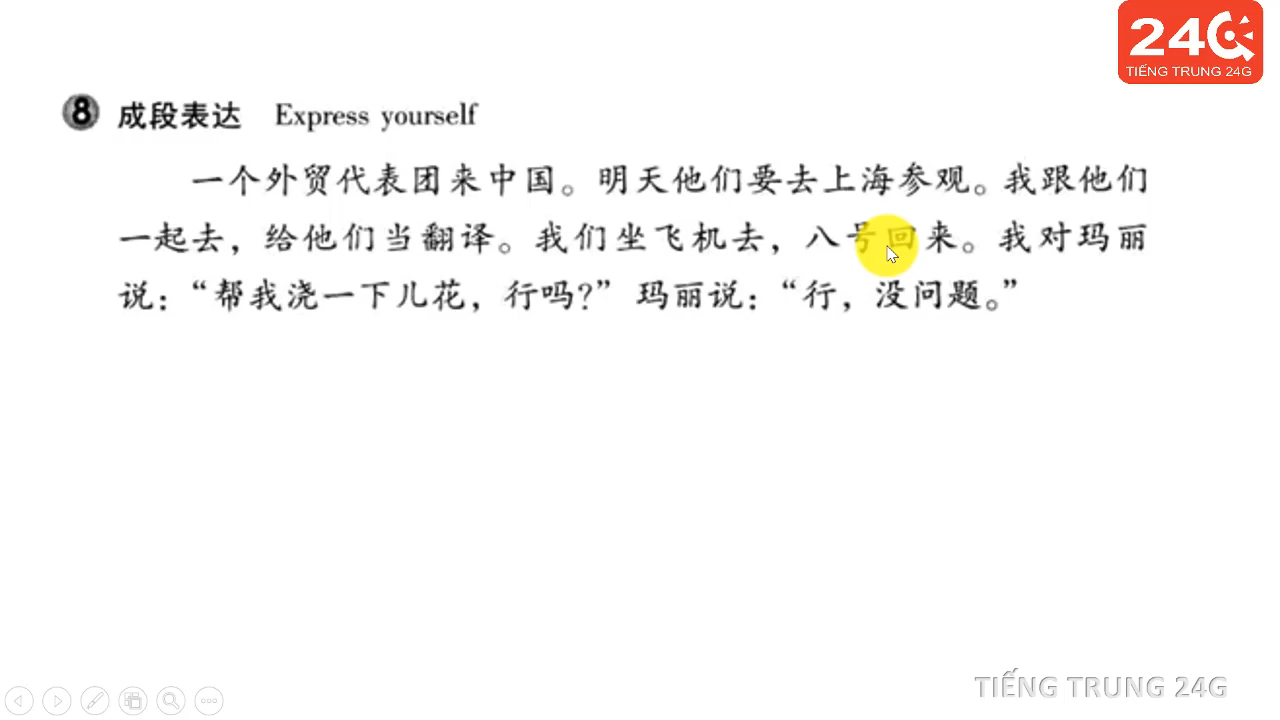 24G
TIẾNG TRUNG 24G
8 成段表达 Express yourself
一个外贸代表团来中国。明天他们要去上海参观。我跟他们
一起去，给他们当翻译。我们坐飞机去，八号回来。我对玛丽
说：“帮我浇一下儿花，行吗?”玛丽说：“行，没问题。”
TIẾNG TRUNG 24G